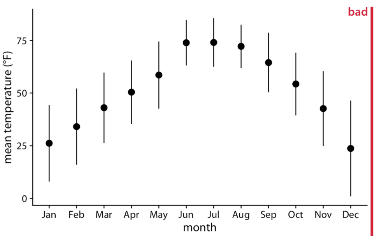 bad
mean temperature (°F)
75
50
25
0
Jan Feb Mar Apr May Jun Jul Aug Sep Oct Nov Dec
month